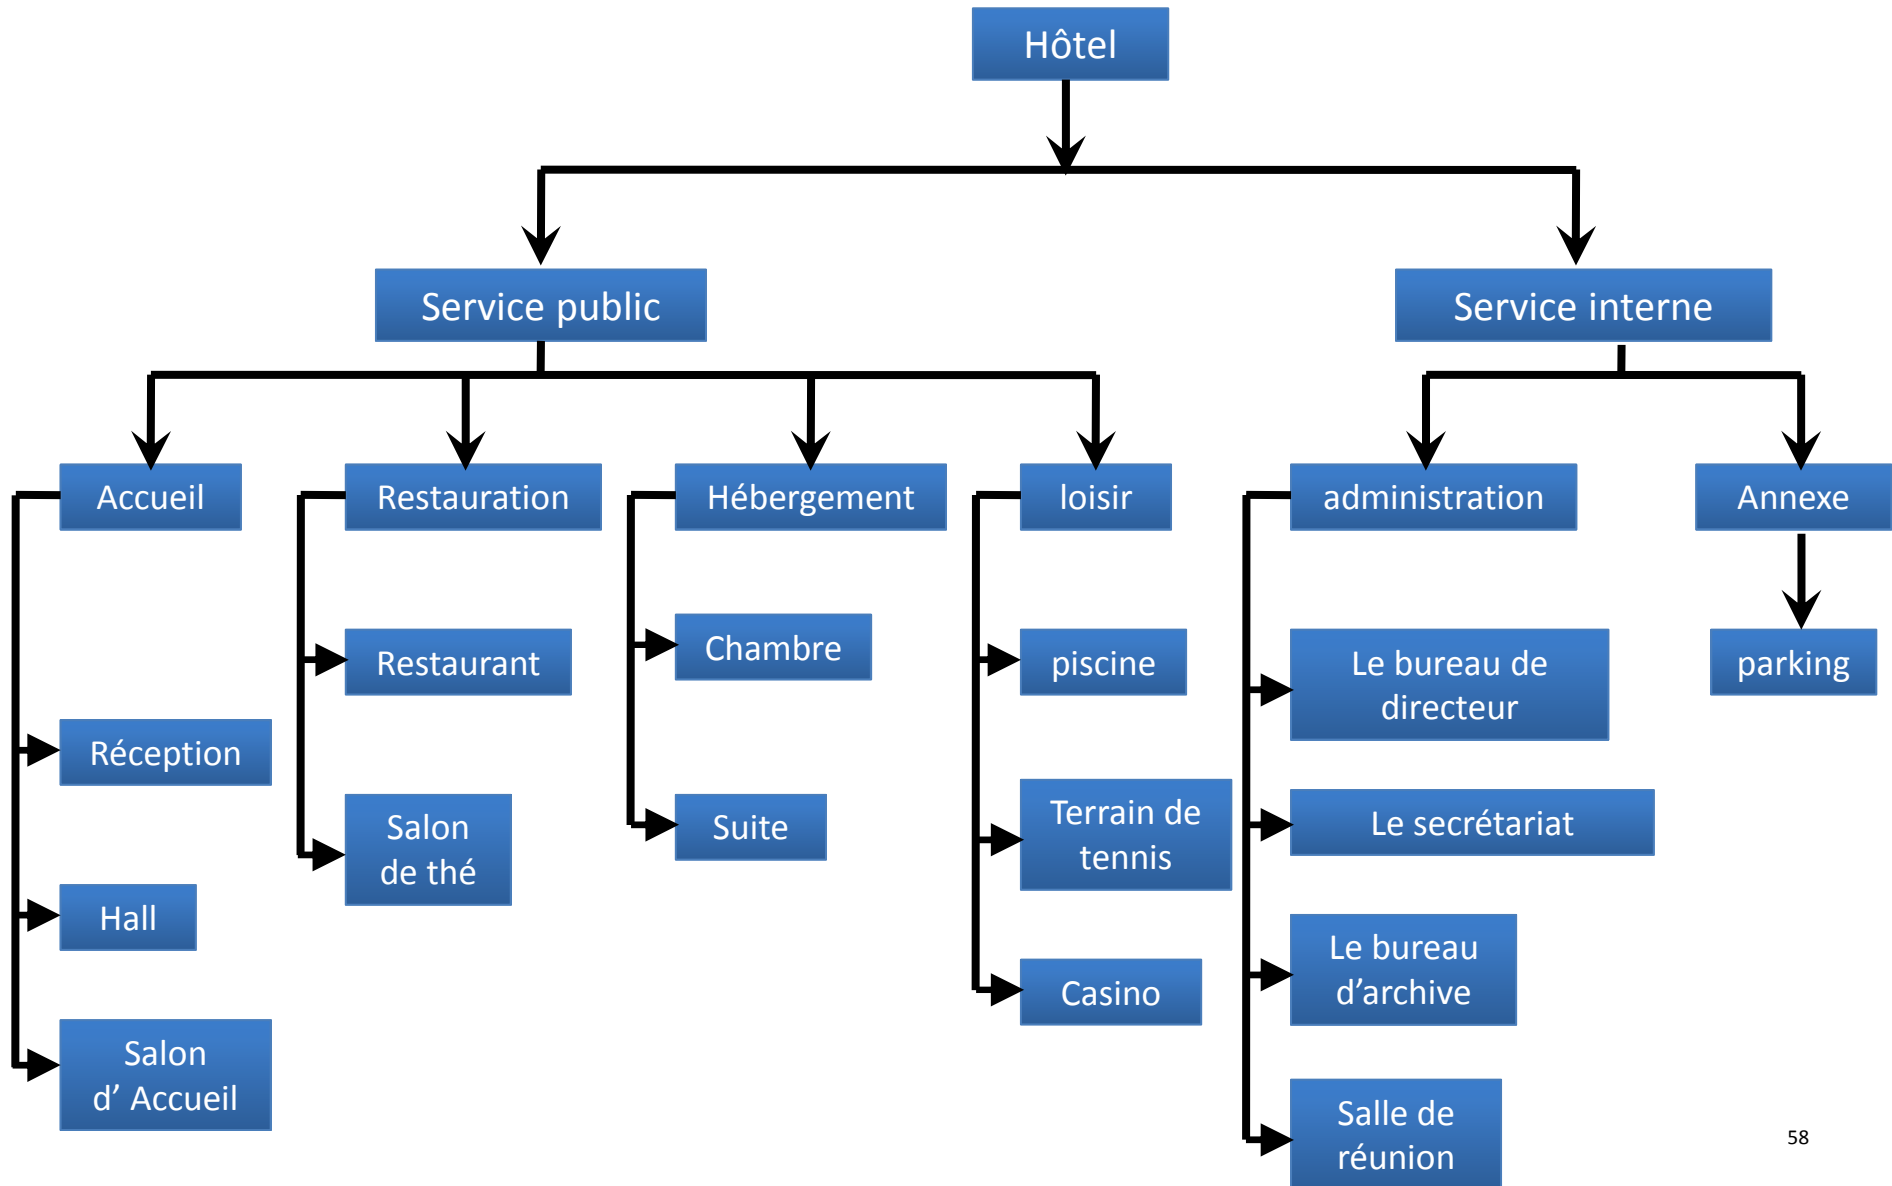 Hôtel
Service public
Service interne
Accueil
Restauration
Hébergement
loisir
administration
Annexe
Réception
Hall
Salon
d’ Accueil
Restaurant
Salon
de thé
Chambre
Suite
piscine
Terrain de
tennis
Casino
Le bureau de
directeur
Le secrétariat
Le bureau
d’archive
Salle de
réunion
parking
58